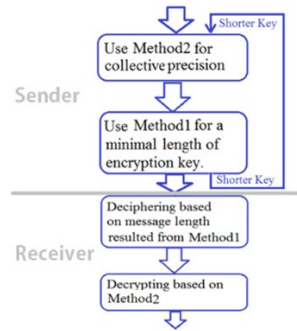 Shorter Key
Use Method2 for
collective precision
Sender
Use Method1 for a
minimal length of
encryption key.
Shorter Key
Deciphering based
on message length
resulted from Method1
Receiver
Decrypting based on
Method2